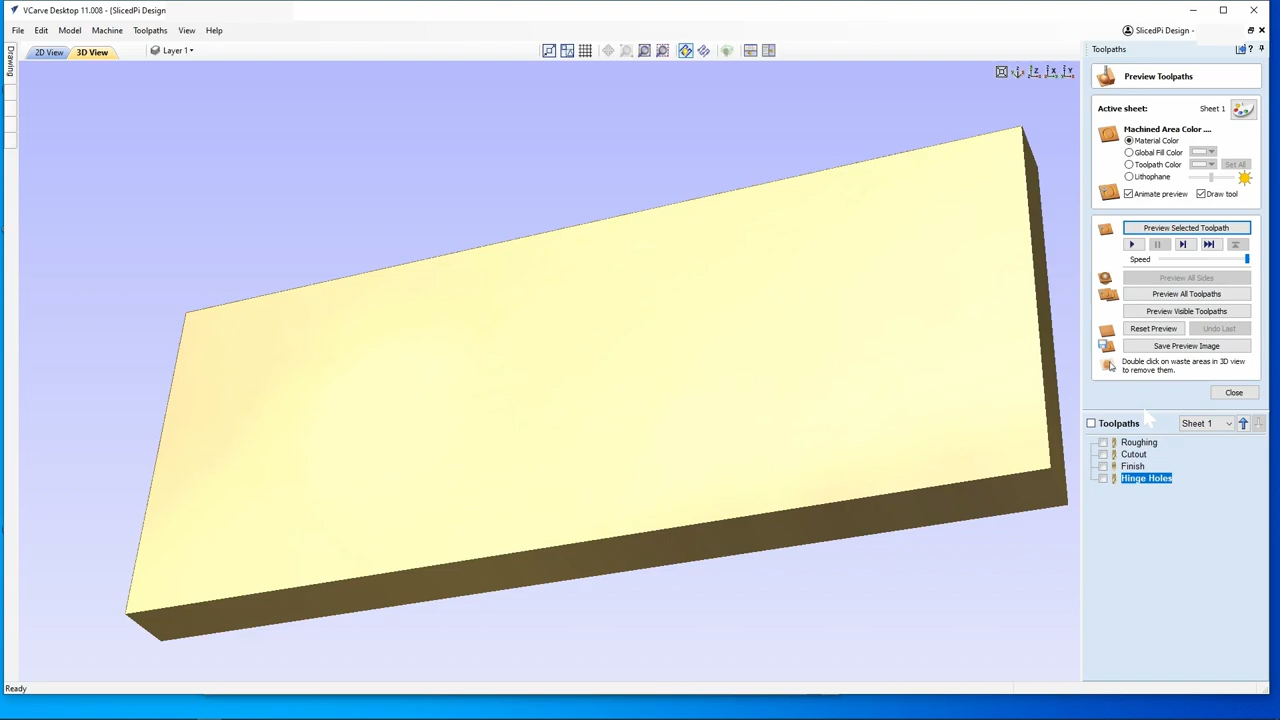 VCarve Desktop 11.008 - {SlicedPi Design
File Edit Model Machine Toolpaths View Help
SlicedPi Design -
Drawing
2D View 3D View Layer 1
Toolpaths
Preview Toolpaths
Active sheet: Sheet 1
Machined Area Color ....
Material Color
Global Fill Color
Toolpath Color Set All
Lithophane
Animate preview Draw tool
Preview Selected Toolpath
Speed
Preview All Sides
Preview All Toolpaths
Preview Visible Toolpaths
Reset Preview Undo Last
Save Preview Image
Double click on waste areas in 3D view
to remove them.
Close
Toolpaths Sheet 1
Roughing
Cutout
Finish
Hinge Holes
Ready